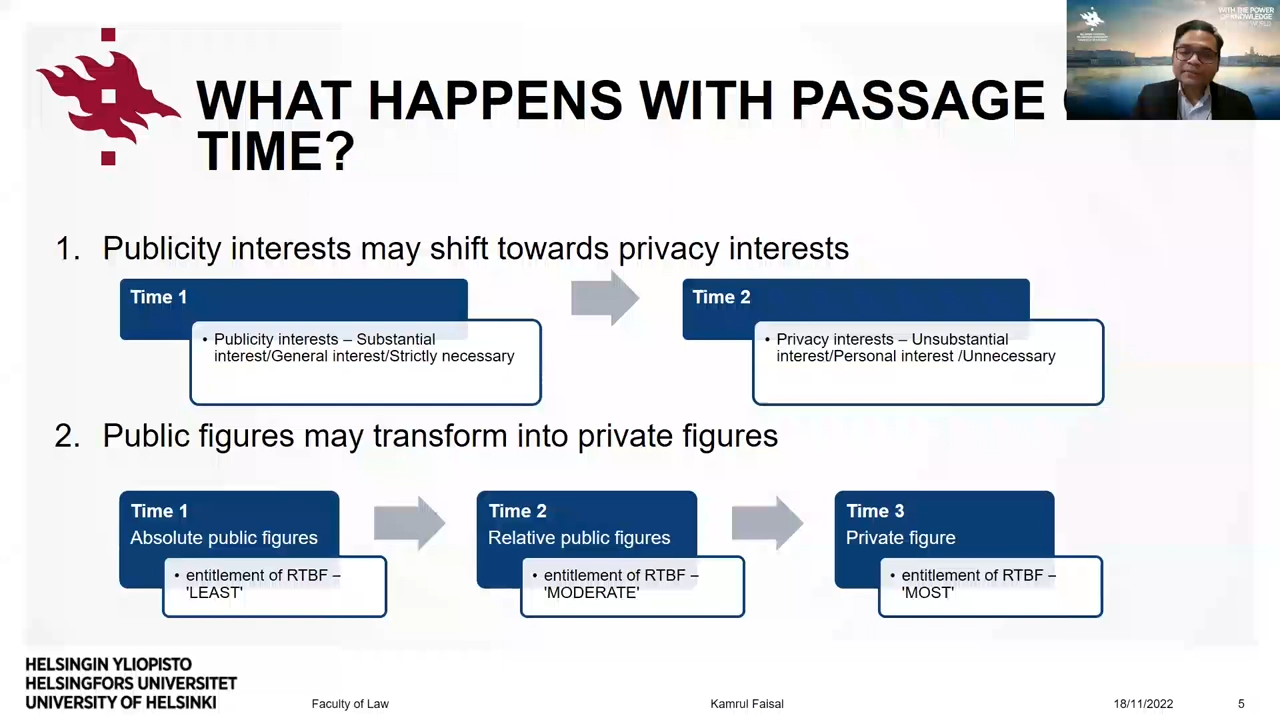 WITH THE POWER
OF KNOWLEDGE
WHAT HAPPENS WITH PASSAGE
TIME?
1. Publicity interests may shift towards privacy interests
Time 1
• Publicity interests – Substantial
interest/General interest/Strictly necessary
Time 2
• Privacy interests – Unsubstantial
interest/Personal interest /Unnecessary
2. Public figures may transform into private figures
Time 1
Absolute public figures
• entitlement of RTBF –
'LEAST'
Time 2
Relative public figures
• entitlement of RTBF –
'MODERATE'
Time 3
Private figure
• entitlement of RTBF –
'MOST'
HELSINGIN YLIOPISTO
HELSINGFORS UNIVERSITET
UNIVERSITY OF HELSINKI
Faculty of Law
Kamrul Faisal
18/11/2022
5